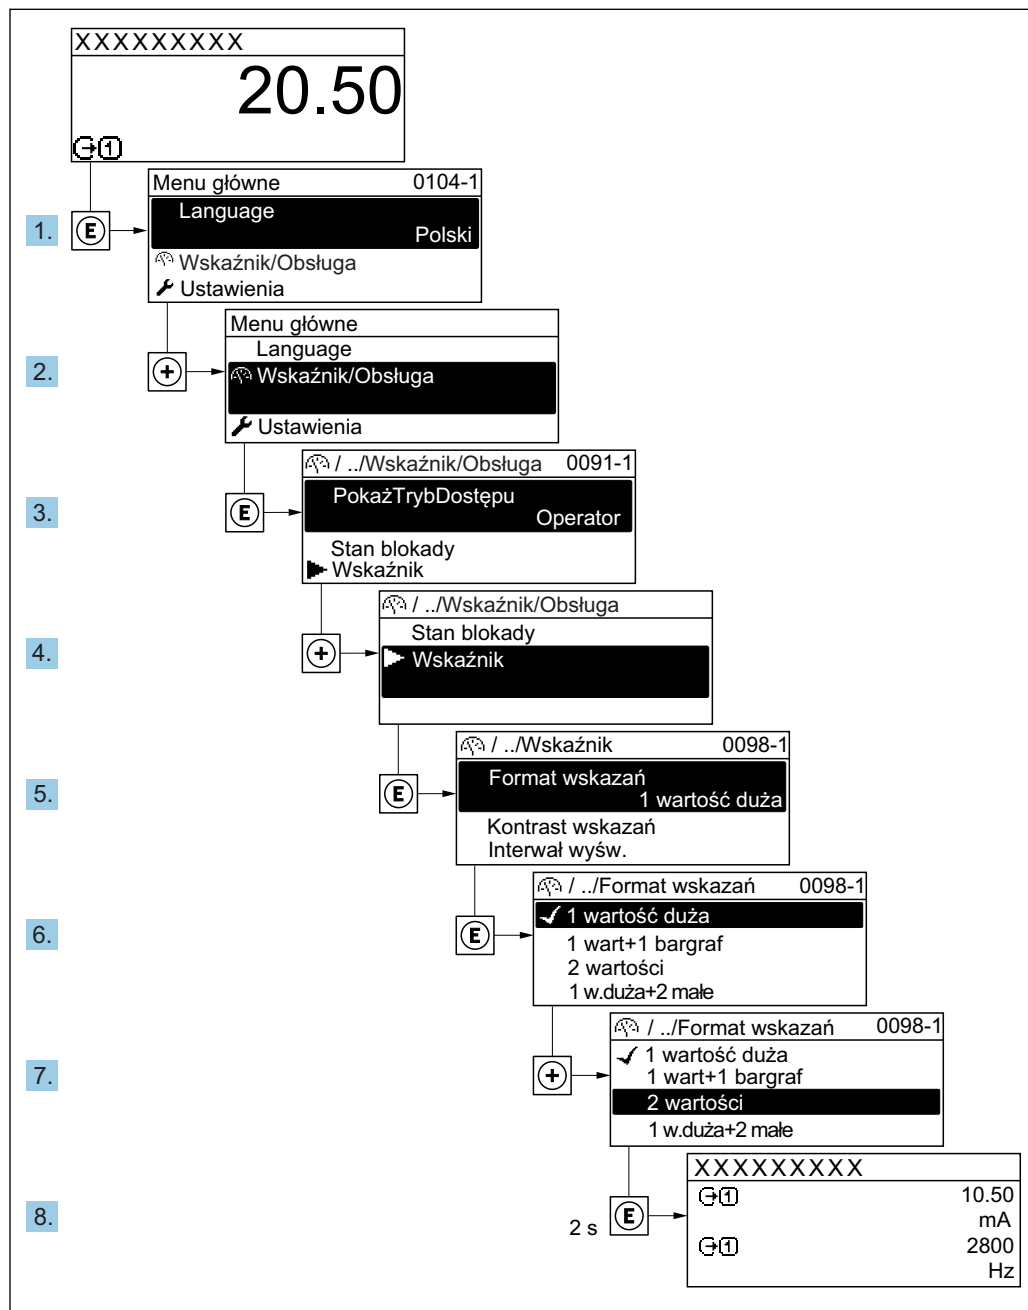 XXXXXXXXX
20.50
1
Menu główne 0104-1
Language
Polski
1. E
Wskaźnik/Obsługa
Ustawienia
Menu główne
Language
2. +
Wskaźnik/Obsługa
Ustawienia
/ ../Wskaźnik/Obsługa 0091-1
PokażTrybDostępu
Operator
3. E
Stan blokady
Wskaźnik
/ ../Wskaźnik/Obsługa
Stan blokady
4. +
Wskaźnik
/ ../Wskaźnik 0098-1
Format wskazań
1 wartość duża
5. E
Kontrast wskazań
Interwał wyśw.
/ ../Format wskazań 0098-1
1 wartość duża
6. E
1 wart+1 bargraf
2 wartości
1 w.duża+2 małe
/ ../Format wskazań 0098-1
1 wartość duża
7. +
1 wart+1 bargraf
2 wartości
1 w.duża+2 małe
XXXXXXXXX
1 10.50
mA
8. 2 s E
1 2800
Hz